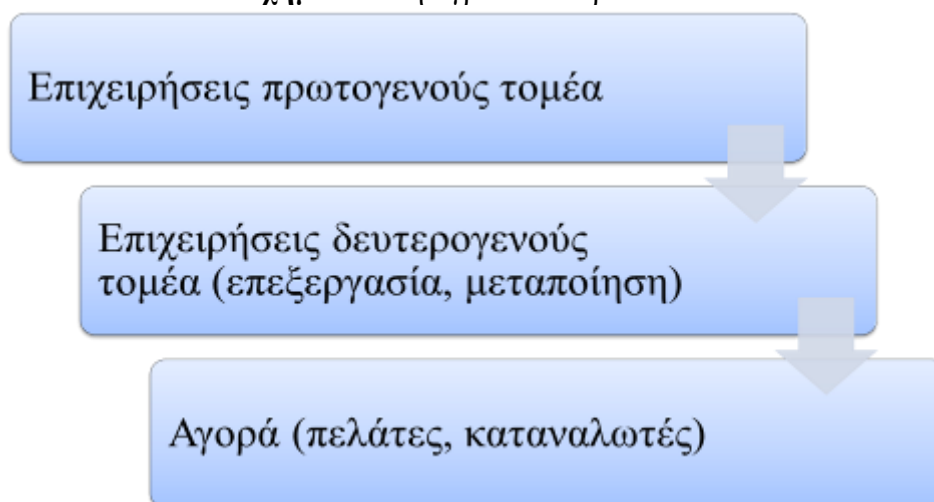 Επιχειρήσεις πρωτογενούς τομέα
Επιχειρήσεις δευτερογενούς
τομέα (επεξεργασία, μεταποίηση)
Αγορά (πελάτες, καταναλωτές)